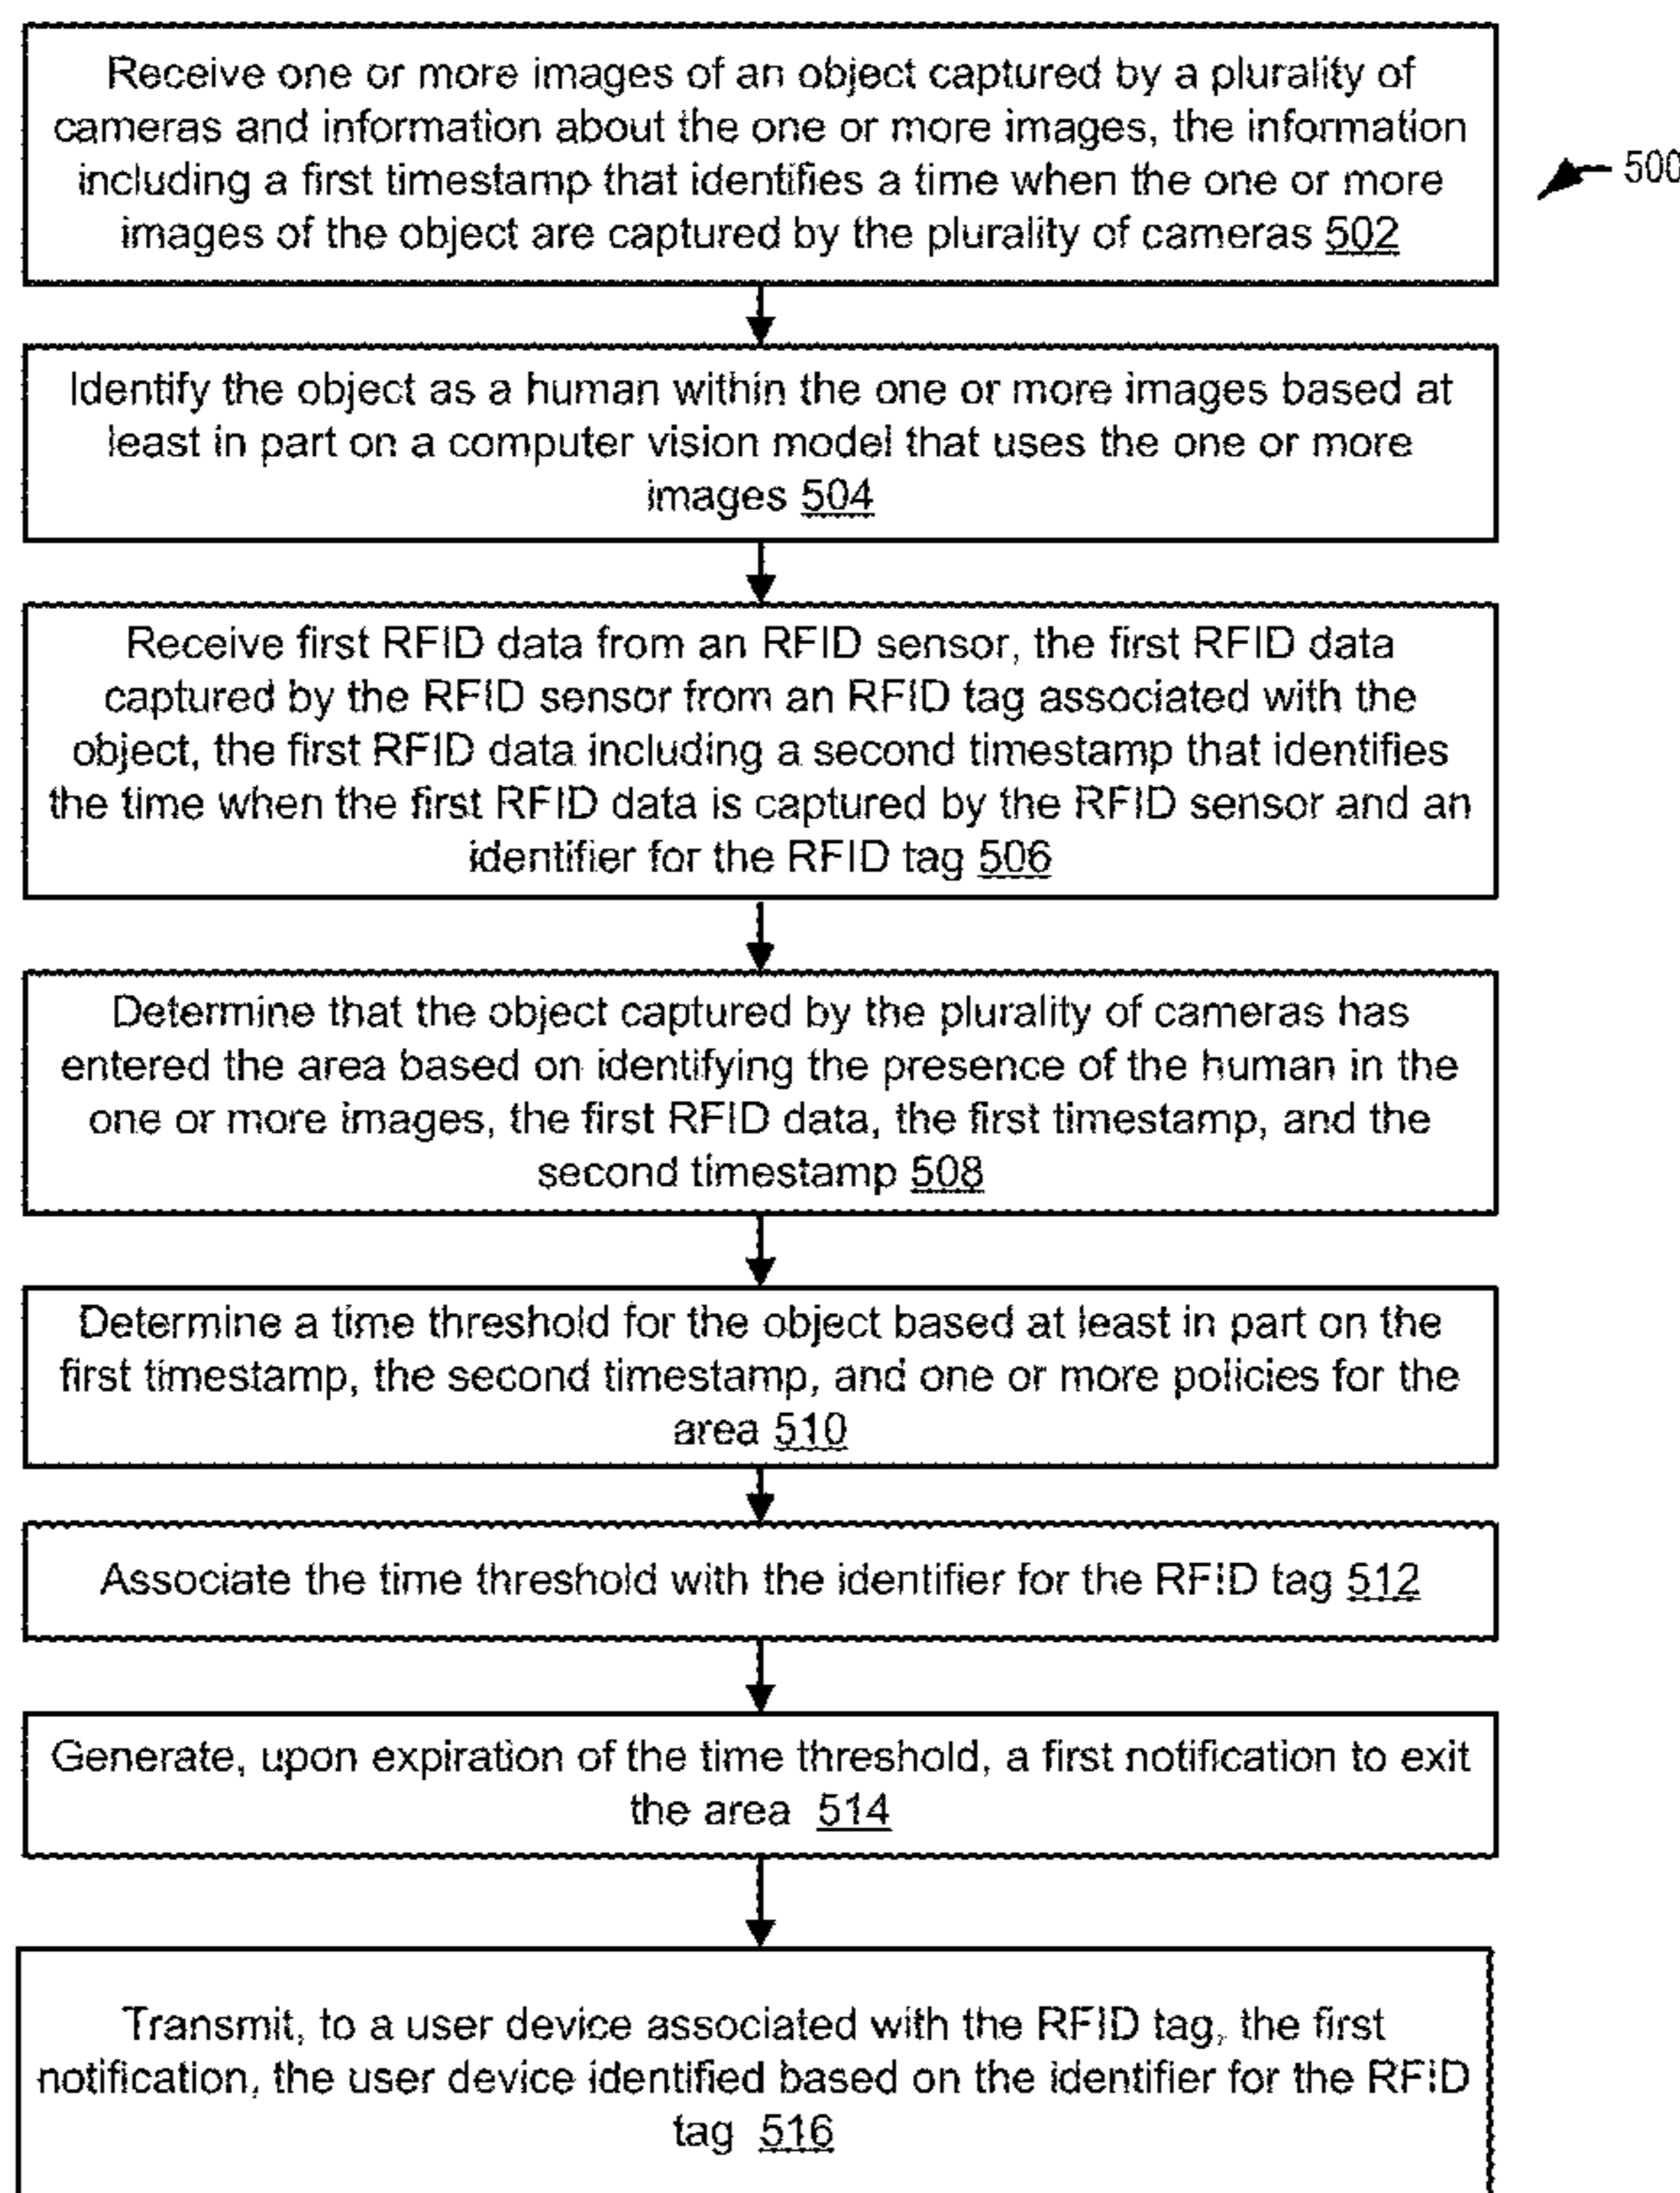 Receive one or more images of an object captured by a plurality of
cameras and information about the one or more images, the information
including a first timestamp that identifies a time when the one or more
images of the object are captured by the plurality of cameras 502
500
Identify the object as a human within the one or more images based at
least in part on a computer vision model that uses the one or more
images 504
Receive first RFID data from an RFID sensor, the first RFID data
captured by the RFID sensor from an RFID tag associated with the
object, the first RFID data including a second timestamp that identifies
the time when the first RFID data is captured by the RFID sensor and an
identifier for the RFID tag 506
Determine that the object captured by the plurality of cameras has
entered the area based on identifying the presence of the human in the
one or more images, the first RFID data, the first timestamp, and the
second timestamp 508
Determine a time threshold for the object based at least in part on the
first timestamp, the second timestamp, and one or more policies for the
area 510
Associate the time threshold with the identifier for the RFID tag 512
Generate, upon expiration of the time threshold, a first notification to exit
the area 514
Transmit, to a user device associated with the RFID tag, the first
notification, the user device identified based on the identifier for the RFID
tag 516